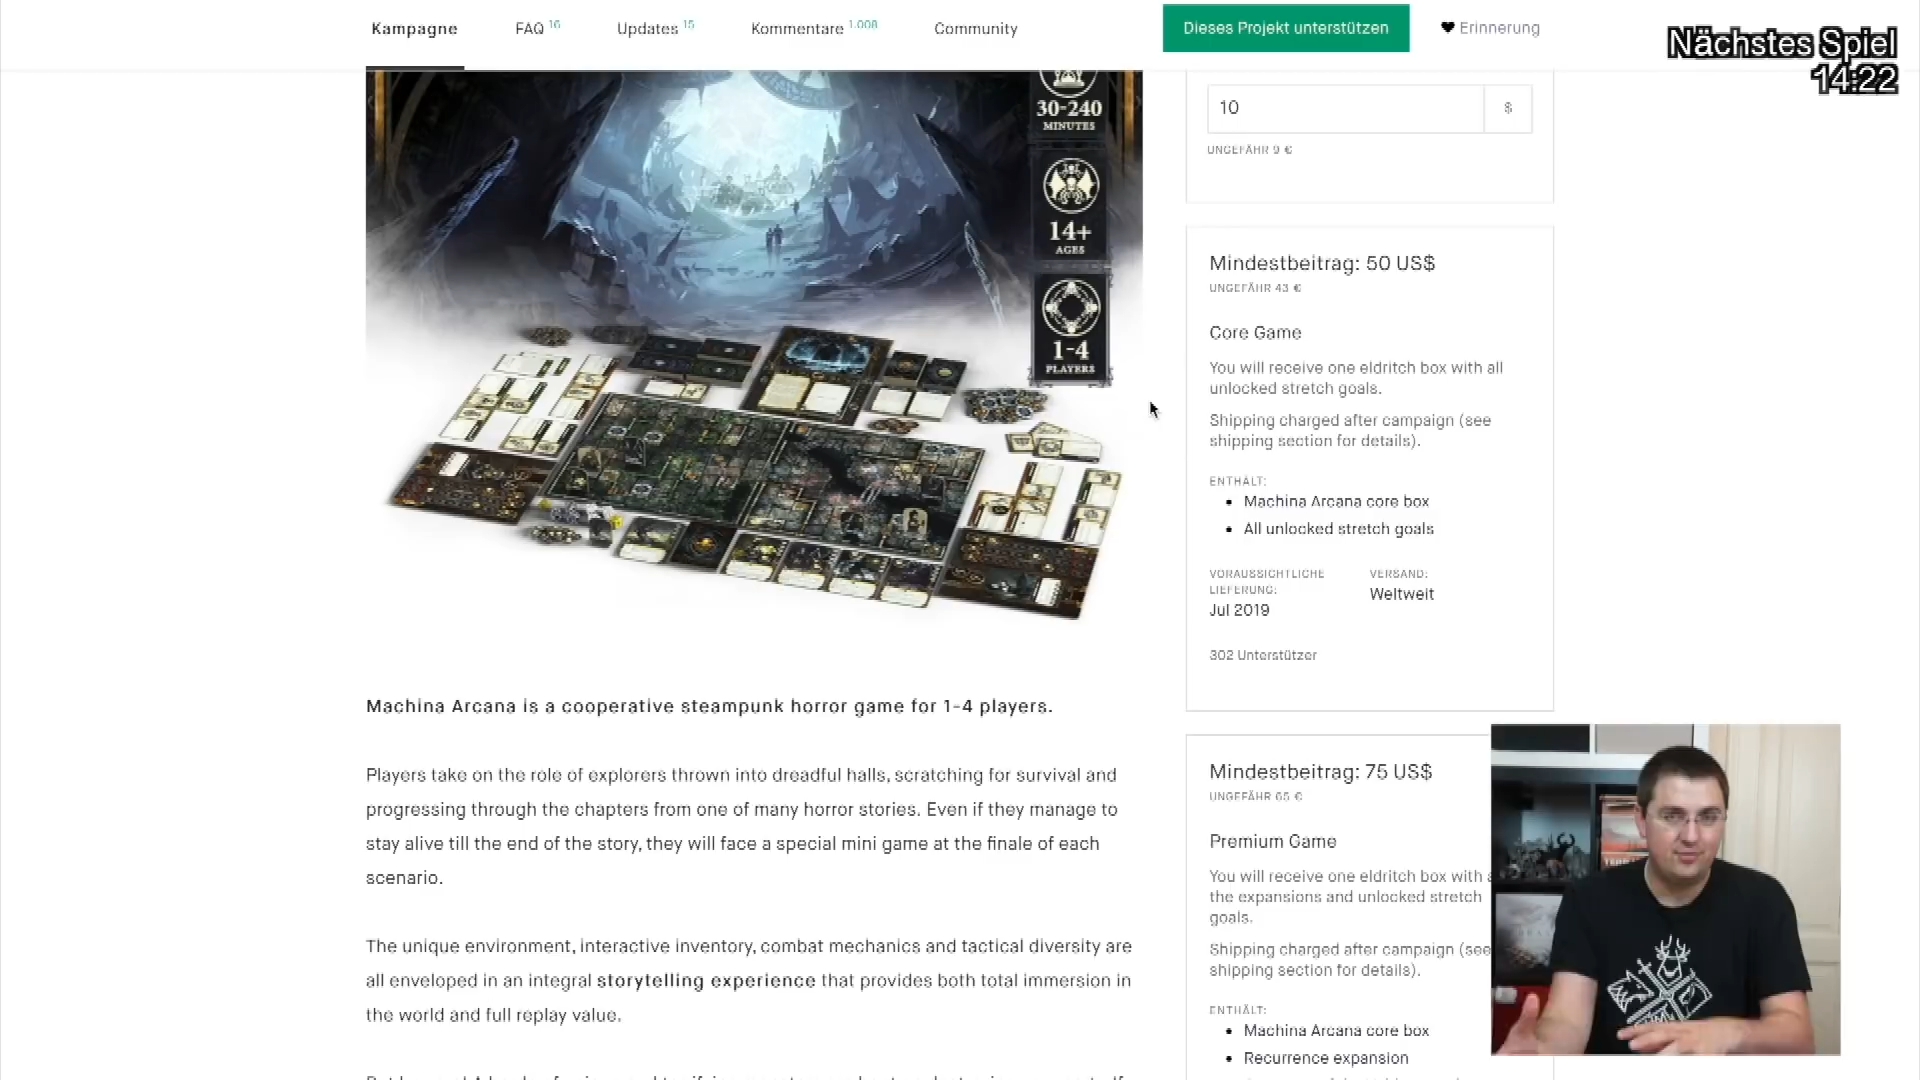 Kampagne
FAQ 16
Updates 15
Kommentare 1.008
Community
Dieses Projekt unterstützen
Erinnerung
Nächstes Spiel
14:22
30-240
MINUTES
14+
AGES
1-4
PLAYERS
10
$
UNGEFÄHR 9 €
Mindestbeitrag: 50 US$
UNGEFÄHR 43 €
Core Game
You will receive one eldritch box with all
unlocked stretch goals.
Shipping charged after campaign (see
shipping section for details).
ENTHÄLT:
Machina Arcana core box
All unlocked stretch goals
VORAUSSICHTLICHE
LIEFERUNG:
Jul 2019
VERSAND:
Weltweit
302 Unterstützer
Machina Arcana is a cooperative steampunk horror game for 1-4 players.
Players take on the role of explorers thrown into dreadful halls, scratching for survival and
progressing through the chapters from one of many horror stories. Even if they manage to
stay alive till the end of the story, they will face a special mini game at the finale of each
scenario.
The unique environment, interactive inventory, combat mechanics and tactical diversity are
all enveloped in an integral storytelling experience that provides both total immersion in
the world and full replay value.
Mindestbeitrag: 75 US$
UNGEFÄHR 65 €
Premium Game
You will receive one eldritch box with
the expansions and unlocked stretch
goals.
Shipping charged after campaign (see
shipping section for details).
ENTHÄLT:
Machina Arcana core box
Recurrence expansion